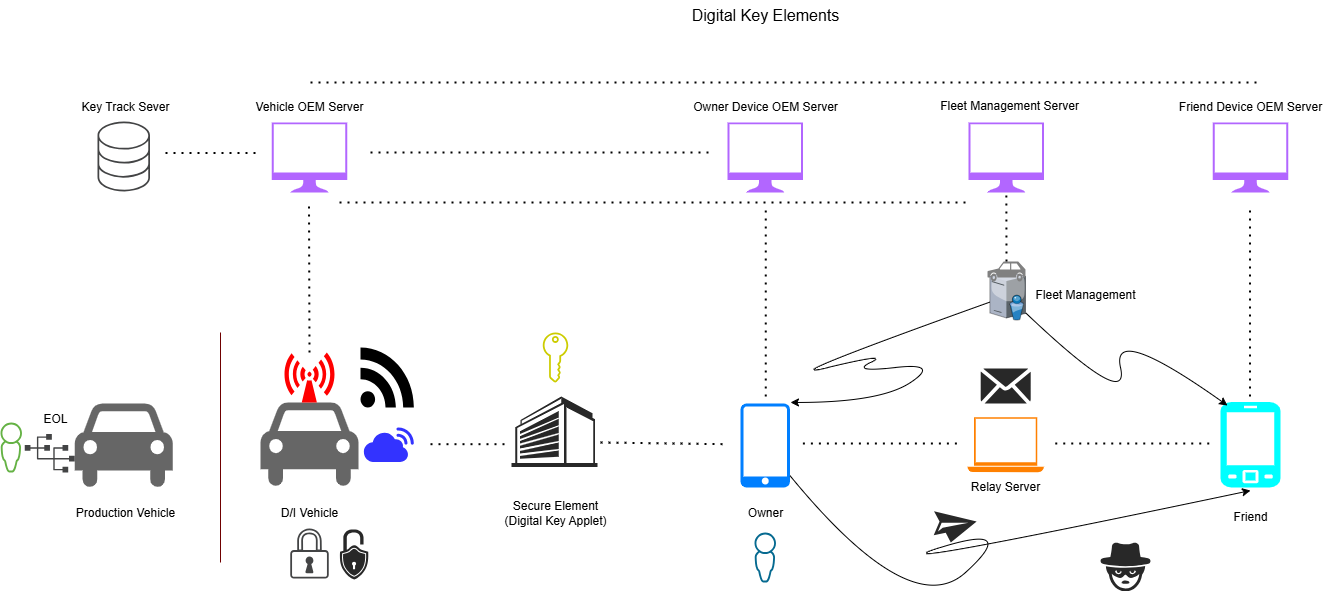 Digital Key Elements
Key Track Sever
Vehicle OEM Server
Owner Device OEM Server
Fleet Management Server
Friend Device OEM Server
Fleet Management
EOL
Relay Server
Production Vehicle
D/I Vehicle
Secure Element
(Digital Key Applet)
Owner
Friend